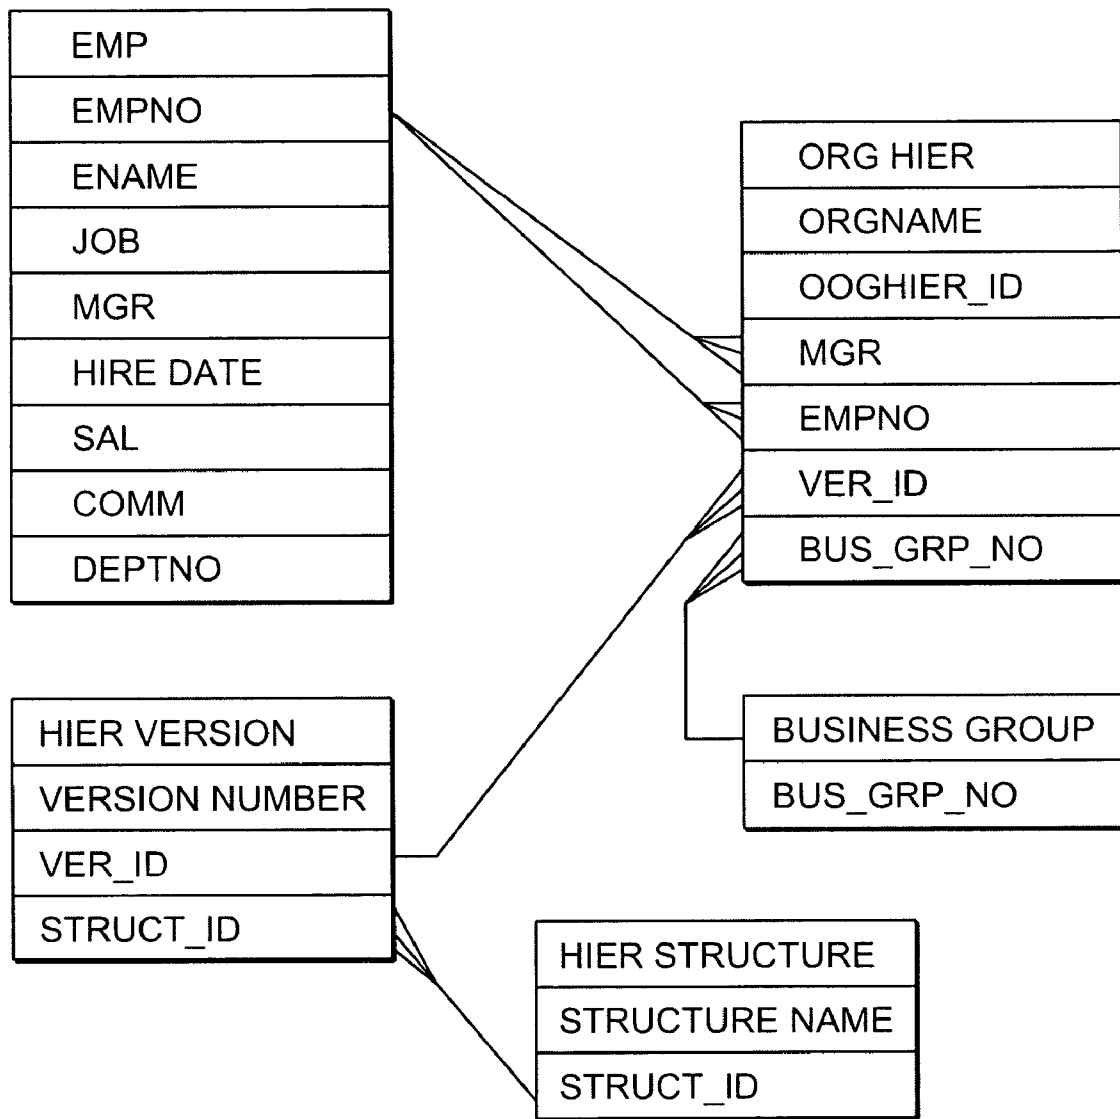 EMP
EMPNO
ENAME
JOB
MGR
HIRE DATE
SAL
COMM
DEPTNO
ORG HIER
ORGNAME
OOGHIER_ID
MGR
EMPNO
VER_ID
BUS_GRP_NO
HIER VERSION
VERSION NUMBER
VER_ID
STRUCT_ID
BUSINESS GROUP
BUS_GRP_NO
HIER STRUCTURE
STRUCTURE NAME
STRUCT_ID